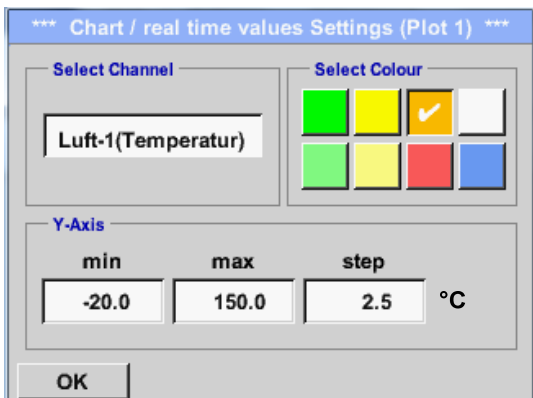 *** Chart / real time values Settings (Plot 1) ***
Select Channel
Select Colour
Luft-1(Temperatur)
Y-Axis
min max step
-20.0 150.0 2.5 °C
OK